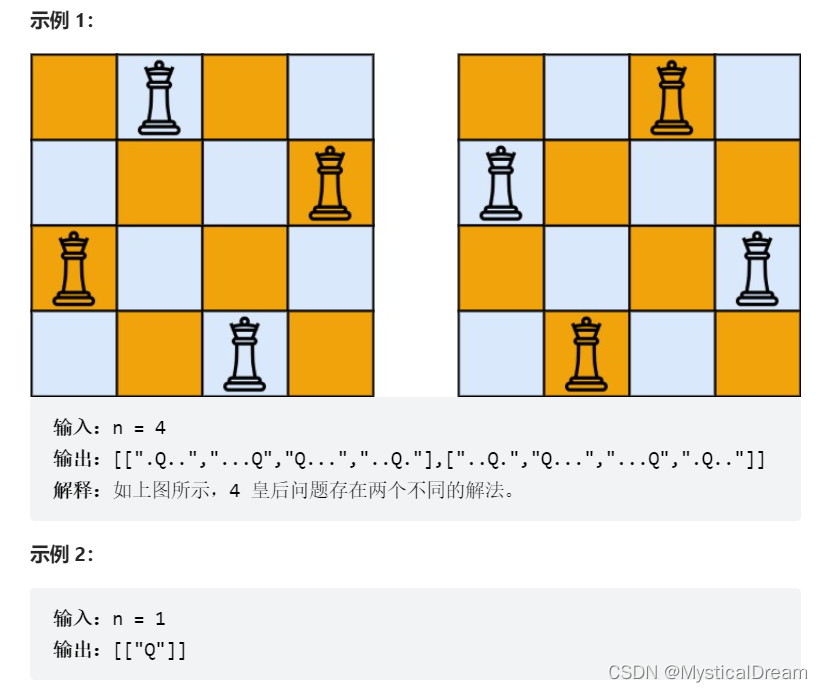 示例 1：
输入：n = 4
输出：[[".Q..","...Q","Q...","..Q."],["..Q.","Q...","...Q",".Q.."]]
解释：如上图所示，4 皇后问题存在两个不同的解法。
示例 2：
输入：n = 1
输出：[["Q"]]
CSDN @MysticalDream